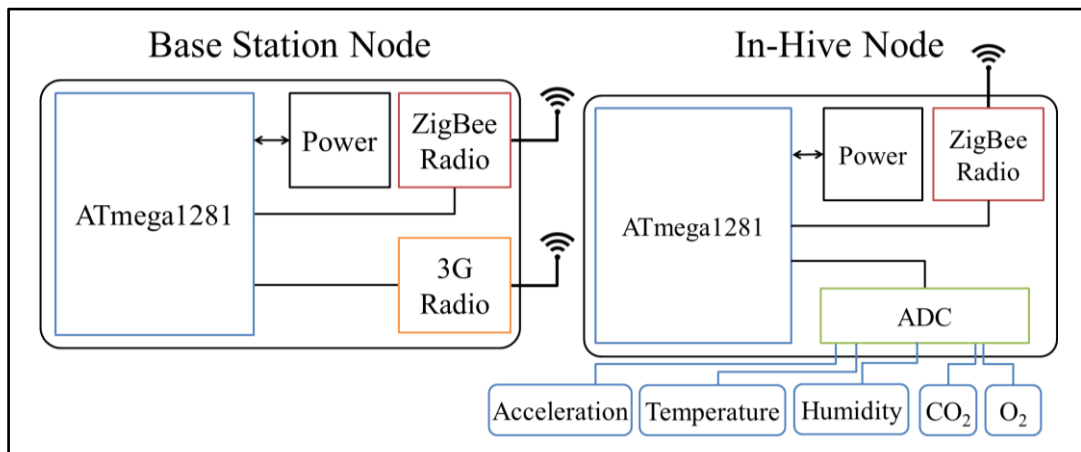 Base Station Node
ATmega1281
Power
ZigBee
Radio
3G
Radio
In-Hive Node
ATmega1281
Power
ZigBee
Radio
ADC
Acceleration
Temperature
Humidity
CO₂
O₂